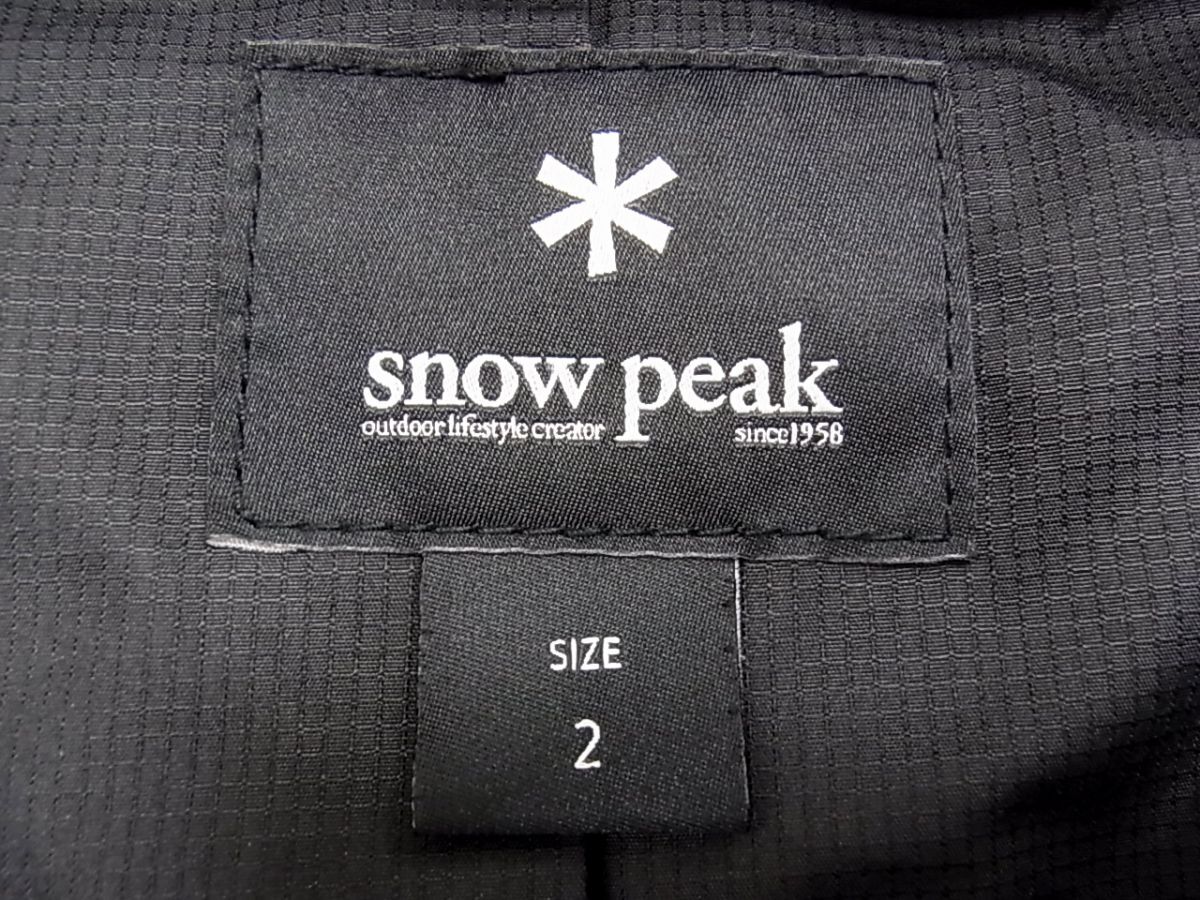 snow peak
outdoor lifestyle creator since1958
SIZE
2